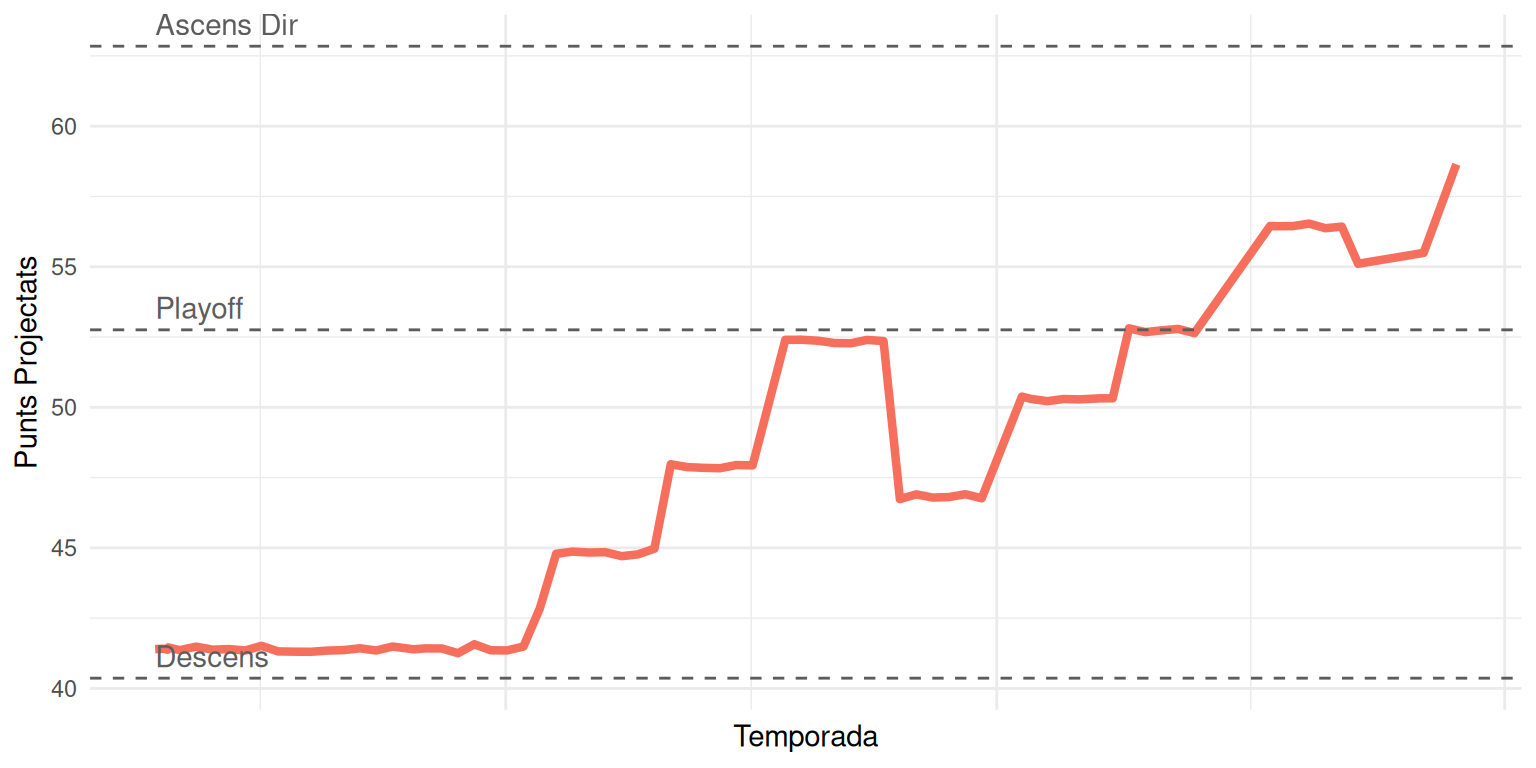 Ascens Dir
60
55
Playoff
50
45
Descens
40
Punts Projectats
Temporada